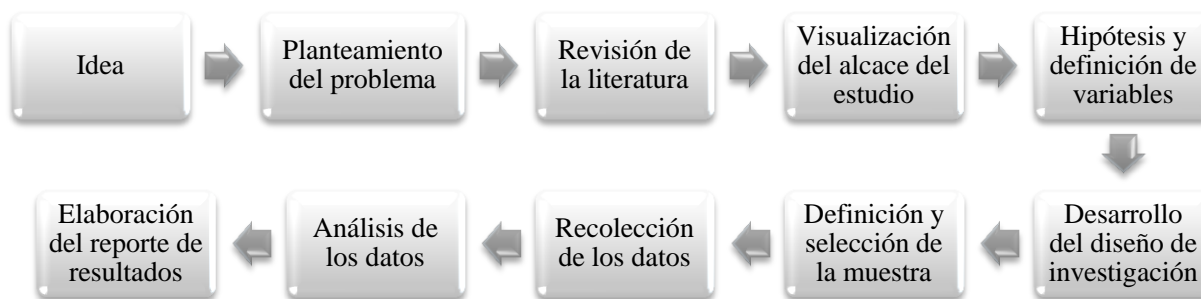 Idea
Planteamiento
del problema
Revisión de
la literatura
Visualización
del alcace del
estudio
Hipótesis y
definición de
variables
Desarrollo
del diseño de
investigación
Definición y
selección de
la muestra
Recolección
de los datos
Análisis de
los datos
Elaboración
del reporte de
resultados